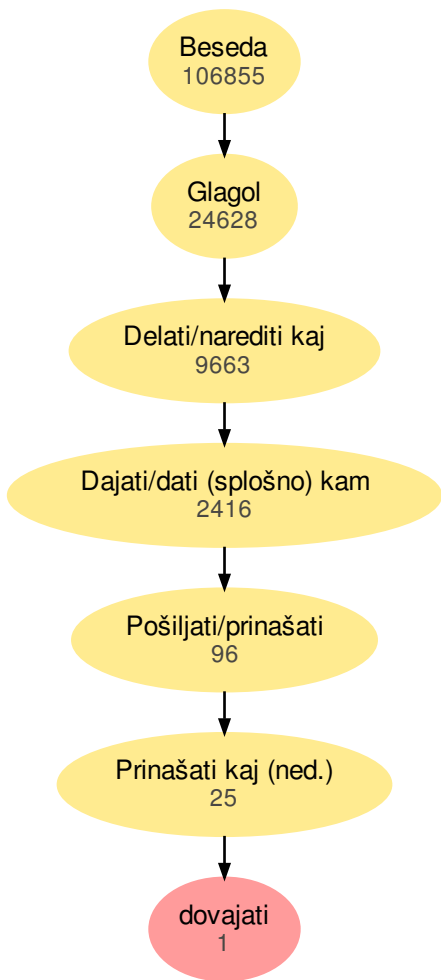 Beseda
106855
Glagol
24628
Delati/narediti kaj
9663
Dajati/dati (splošno) kam
2416
Pošiljati/prinašati
96
Prinašati kaj (ned.)
25
dovajati
1